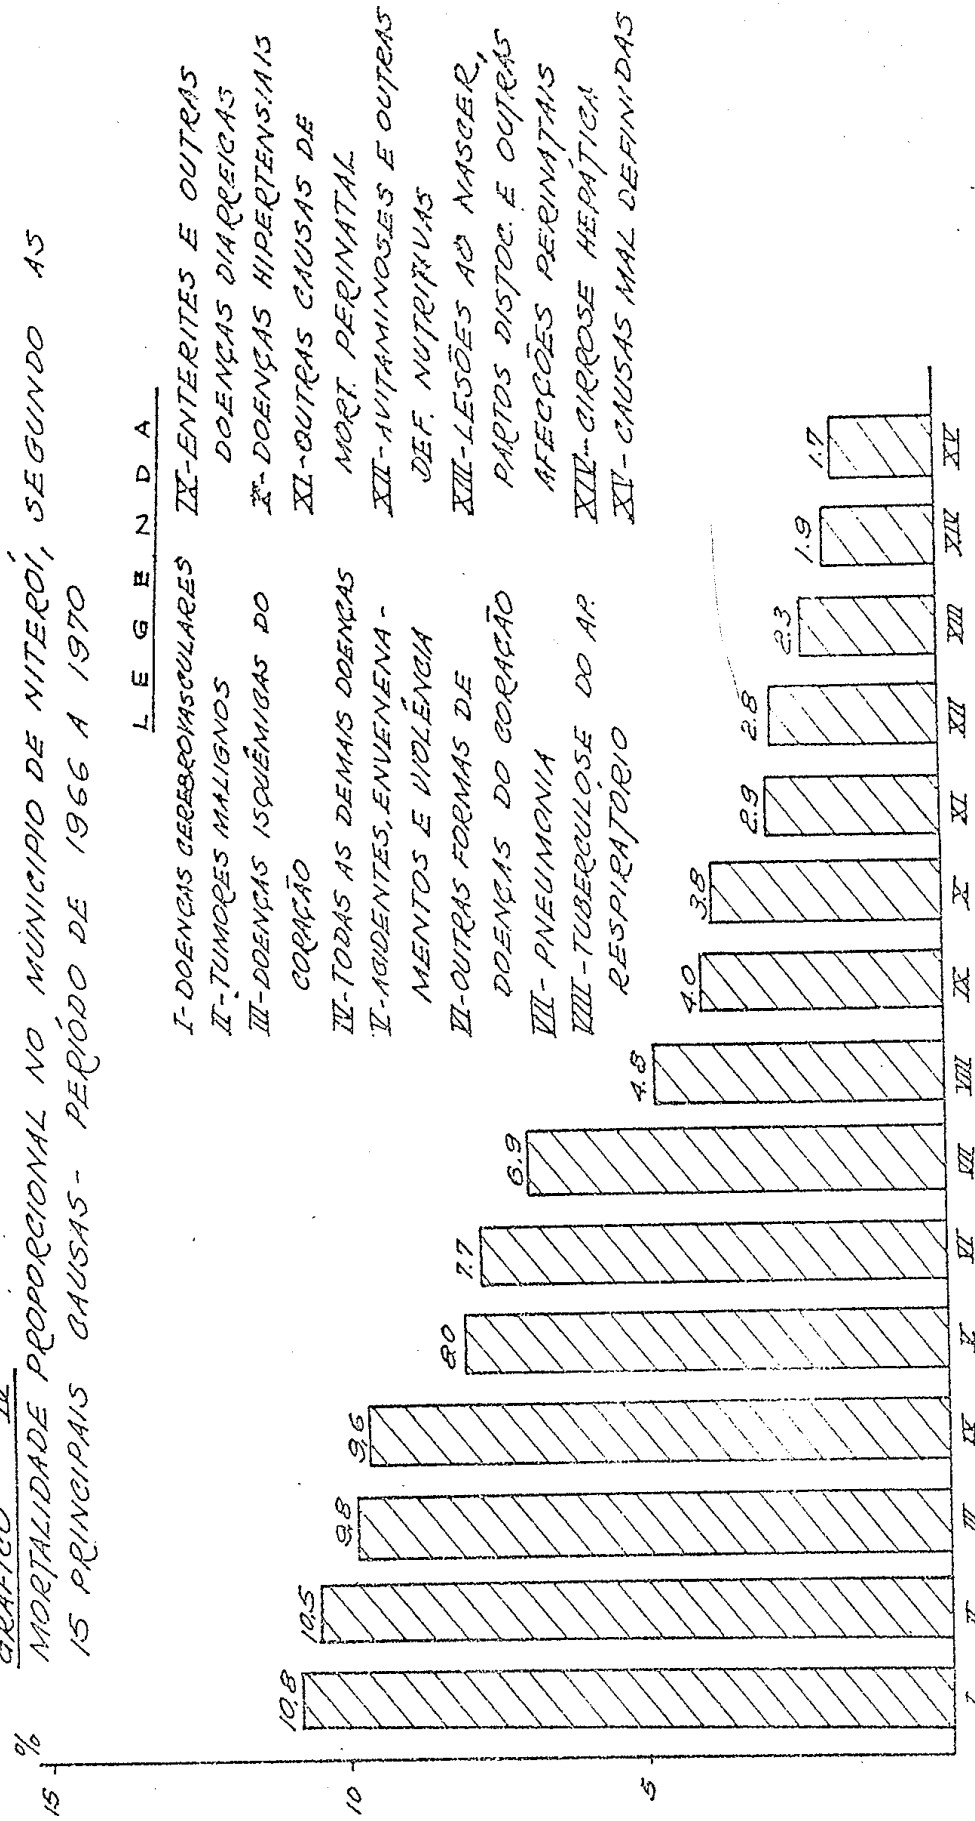 GRÁFICO IV
MORTALIDADE PROPORCIONAL NO MUNICIPIO DE NITERÓI, SEGUNDO AS
15 PRINCIPAIS CAUSAS - PERÍODO DE 1966 A 1970
%
15
10
5
LEGENDA
I-DOENCAS CEREBROVASCULARES
II-TUMORES MALIGNOS
III-DOENÇAS ISQUÊMICAS DO
CORAÇÃO
IV-TODAS AS DEMAIS DOENÇAS
V-ACIDENTES, ENVENENA-
MENTOS E VIOLÊNCIA
VI-OUTRAS FORMAS DE
DOENÇAS DO CORAÇÃO
VII-PNEUMONIA
VIII-TUBERCULOSE DO AP.
RESPIRATÓRIO
IX-ENTERITES E OUTRAS
DOENÇAS DIARREICAS
X-DOENÇAS HIPERTENSIAIS
XI-OUTRAS CAUSAS DE
MORT. PERINATAL
XII-AVITAMINOSES E OUTRAS
DEF. NUTRITIVAS
XIII-LESÕES AO NASCER,
PARTOS DISTOC. E OUTRAS
AFECÇÕES PERINATAIS
XIV-CIRROSE HEPÁTICA
XV-CAUSAS MAL DEFINIDAS
10.8
10.5
9.8
9.6
8.0
7.7
6.9
4.8
4.0
3.8
2.9
2.8
2.3
1.9
1.7
I
II
III
IV
V
VI
VII
VIII
IX
X
XI
XII
XIII
XIV
XV